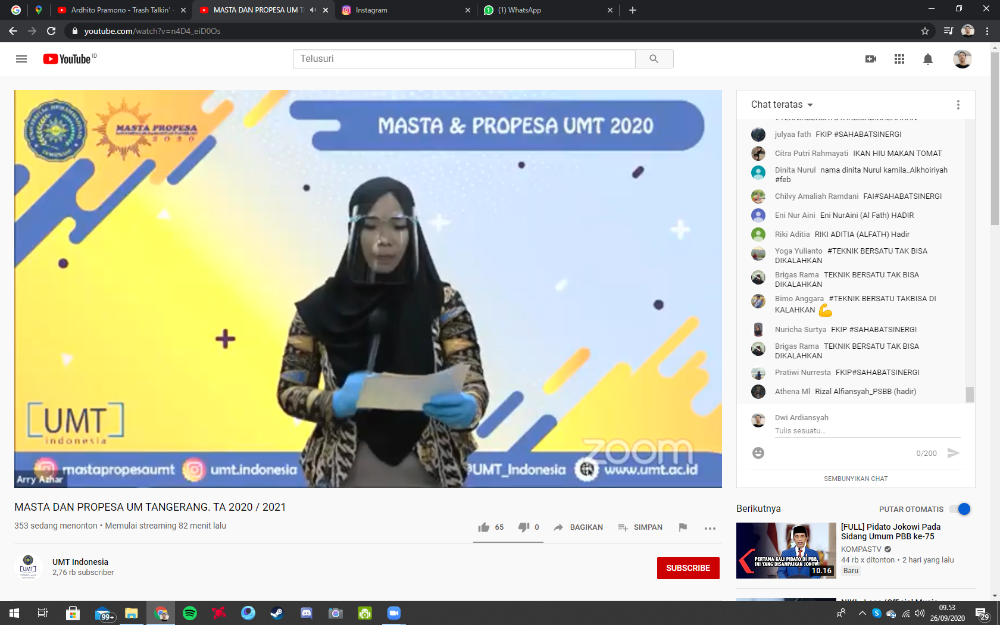 Ardhito Pramono - Trash Talkin' -
MASTA DAN PROPESA UM
Instagram
(1) WhatsApp
youtube.com/watch?v=n4D4_eiD0Os
YouTube ID
Telusuri
MASTA PROPESA
2020
MASTA & PROPESA UMT 2020
UMT
indonesia
zoom
mastapropesaumt
umt.indonesia
UMT_Indonesia
www.umt.ac.id
Arry Azhar
Chat teratas
julyaa fath FKIP #SAHABATSINERGI
Citra Putri Rahmayati IKAN HIU MAKAN TOMAT
Dinita Nurul nama dinita Nurul kamila_Alkhoiriyah
#feb
Chilvy Amaliah Ramdani FAI#SAHABATSINERGI
Eni Nur Aini Eni NurAini (Al Fath) HADIR
Riki Aditia RIKI ADITIA (ALFATH) Hadir
Yoga Yulianto #TEKNIK BERSATU TAK BISA
DIKALAHKAN
Brigas Rama TEKNIK BERSATU TAK BISA
DIKALAHKAN
Bimo Anggara #TEKNIK BERSATU TAKBISA DI
KALAHKAN 💪
Nuricha Surtya FKIP #SAHABATSINERGI
Brigas Rama TEKNIK BERSATU TAK BISA
DIKALAHKAN
Pratiwi Nurresta FKIP#SAHABATSINERGI
Athena Ml Rizal Alfiansyah_PSBB (hadir)
Dwi Ardiansyah
Tulis sesuatu...
0/200
SEMBUNYIKAN CHAT
MASTA DAN PROPESA UM TANGERANG. TA 2020 / 2021
353 sedang menonton • Memulai streaming 82 menit lalu
65
0
BAGIKAN
SIMPAN
UMT Indonesia
2,76 rb subscriber
SUBSCRIBE
Berikutnya
PUTAR OTOMATIS
PERTAMA KALI PIDATO DI PBB,
INI YANG DISAMPAIKAN JOKOWI
10.16
[FULL] Pidato Jokowi Pada
Sidang Umum PBB ke-75
KOMPASTV
44 rb x ditonton • 2 hari yang lalu
Baru
99+
09.53
26/09/2020
29